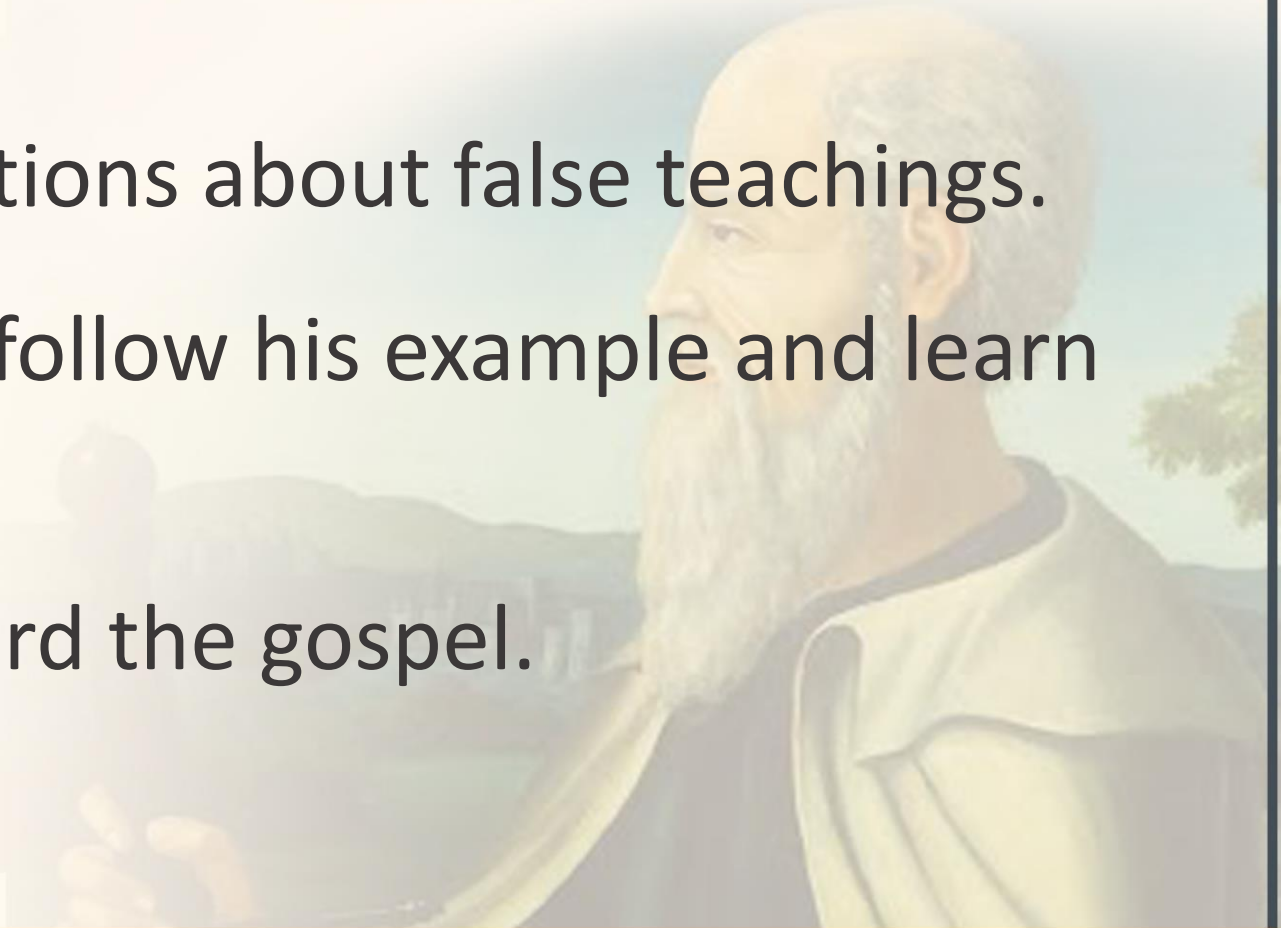 tions about false teachings.
follow his example and learn
rd the gospel.